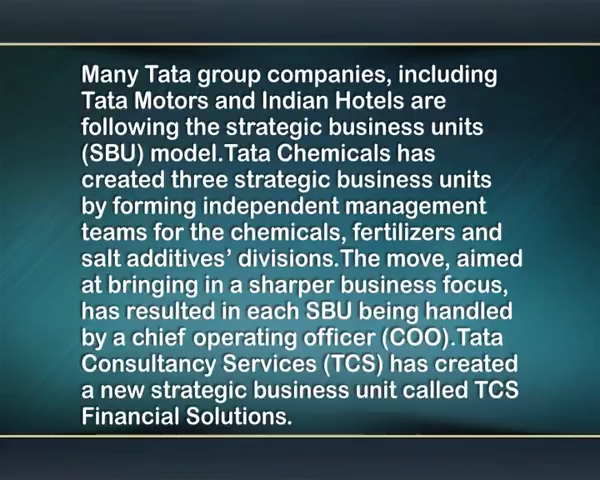 Many Tata group companies, including
Tata Motors and Indian Hotels are
following the strategic business units
(SBU) model.Tata Chemicals has
created three strategic business units
by forming independent management
teams for the chemicals, fertilizers and
salt additives’ divisions.The move, aimed
at bringing in a sharper business focus,
has resulted in each SBU being handled
by a chief operating officer (COO).Tata
Consultancy Services (TCS) has created
a new strategic business unit called TCS
Financial Solutions.